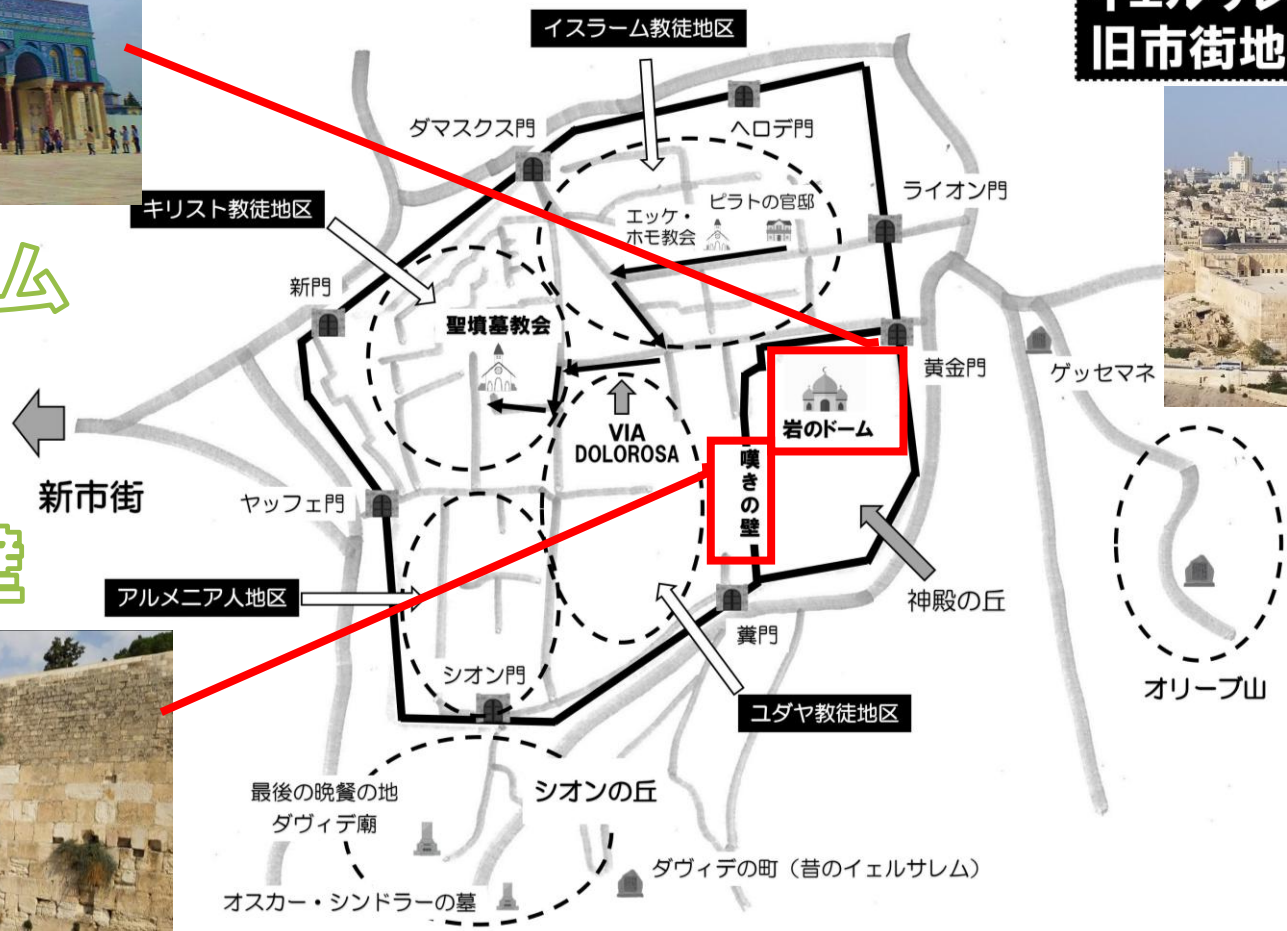 旧市街地
イスラーム教徒地区
ヘロデ門
ダマスクス門
ライオン門
キリスト教徒地区
エッケ・
ホモ教会
ピラトの官邸
ム
新門
聖墳墓教会
黄金門
ゲッセマネ
岩のドーム
VIA
DOLOROSA
嘆きの壁
新市街
ヤッフェ門
壁
アルメニア人地区
神殿の丘
糞門
シオン門
オリーブ山
ユダヤ教徒地区
最後の晩餐の地
ダヴィデ廟
シオンの丘
ダヴィデの町（昔のイェルサレム）
オスカー・シンドラーの墓